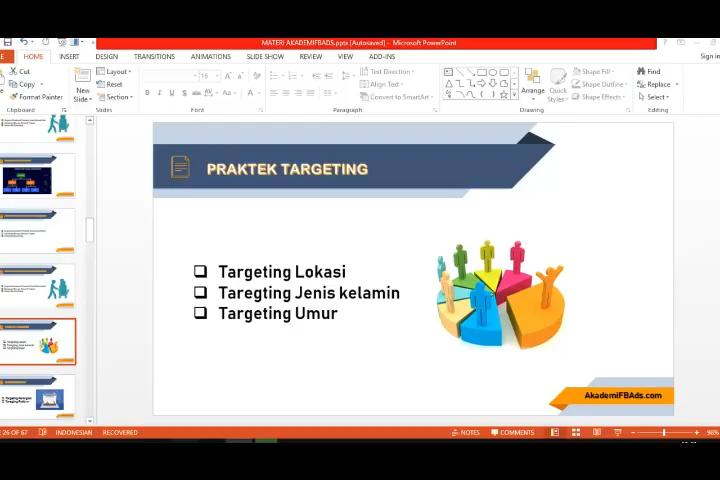 MATERI AKADEMIFBADS.pptx [Autosaved] - Microsoft PowerPoint
HOME INSERT DESIGN TRANSITIONS ANIMATIONS SLIDE SHOW REVIEW VIEW ADD-INS Sign in
Cut
Copy
Format Painter
Clipboard
New
Slide
Layout
Reset
Section
Slides
16
Font
Text Direction
Align Text
Convert to SmartArt
Paragraph
Arrange
Quick
Styles
Shape Fill
Shape Outline
Shape Effects
Drawing
Find
Replace
Select
Editing
PRAKTEK TARGETING
Targeting Lokasi
Taregting Jenis kelamin
Targeting Umur
AkademiFBAds.com
26 OF 67 INDONESIAN RECOVERED NOTES COMMENTS 98%